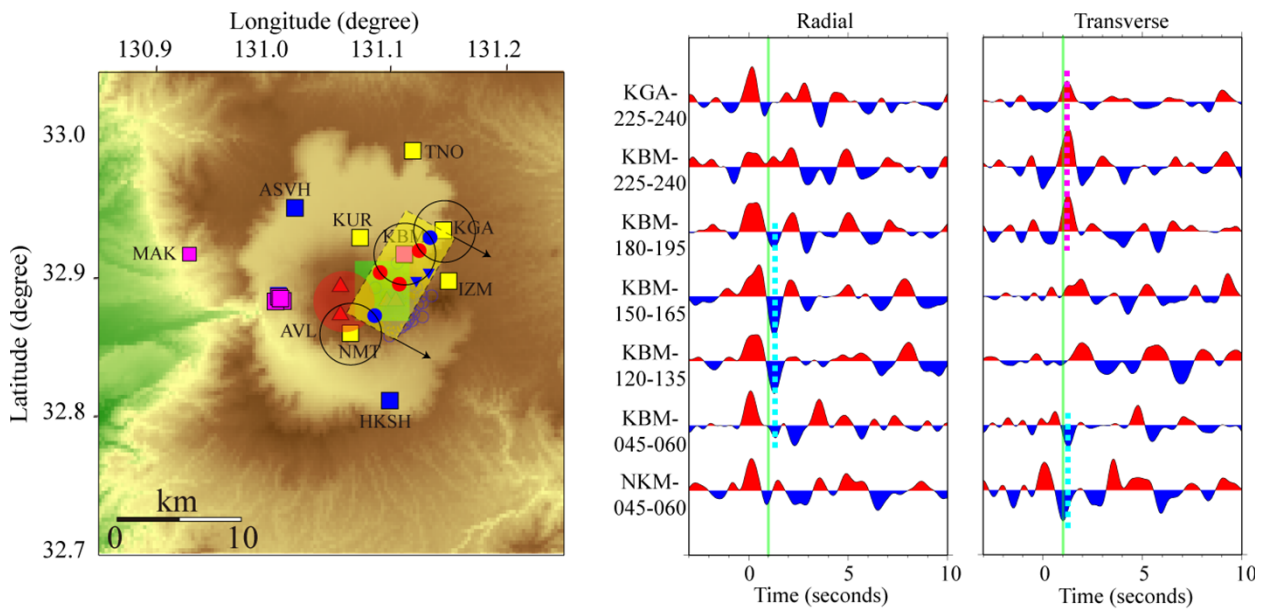 Longitude (degree)
130.9 131.0 131.1 131.2
Latitude (degree)
33.0
32.9
32.8
32.7
TNO
ASVH
KUR
KGA
KBM
MAK
IZM
AVL
NMT
HKSH
km
0 10
Radial Transverse
KGA-
225-240
KBM-
225-240
KBM-
180-195
KBM-
150-165
KBM-
120-135
KBM-
045-060
NKM-
045-060
0 5 10 0 5 10
Time (seconds) Time (seconds)